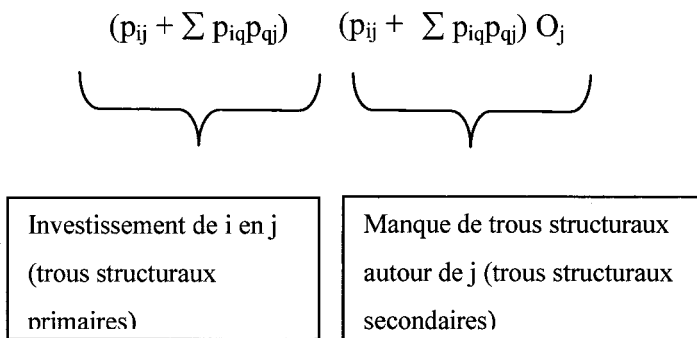 (pij + ∑ piqpqj) (pij + ∑ piqpqj) Oj
Investissement de i en j
(trous structuraux
primaires)
Manque de trous structuraux
autour de j (trous structuraux
secondaires)